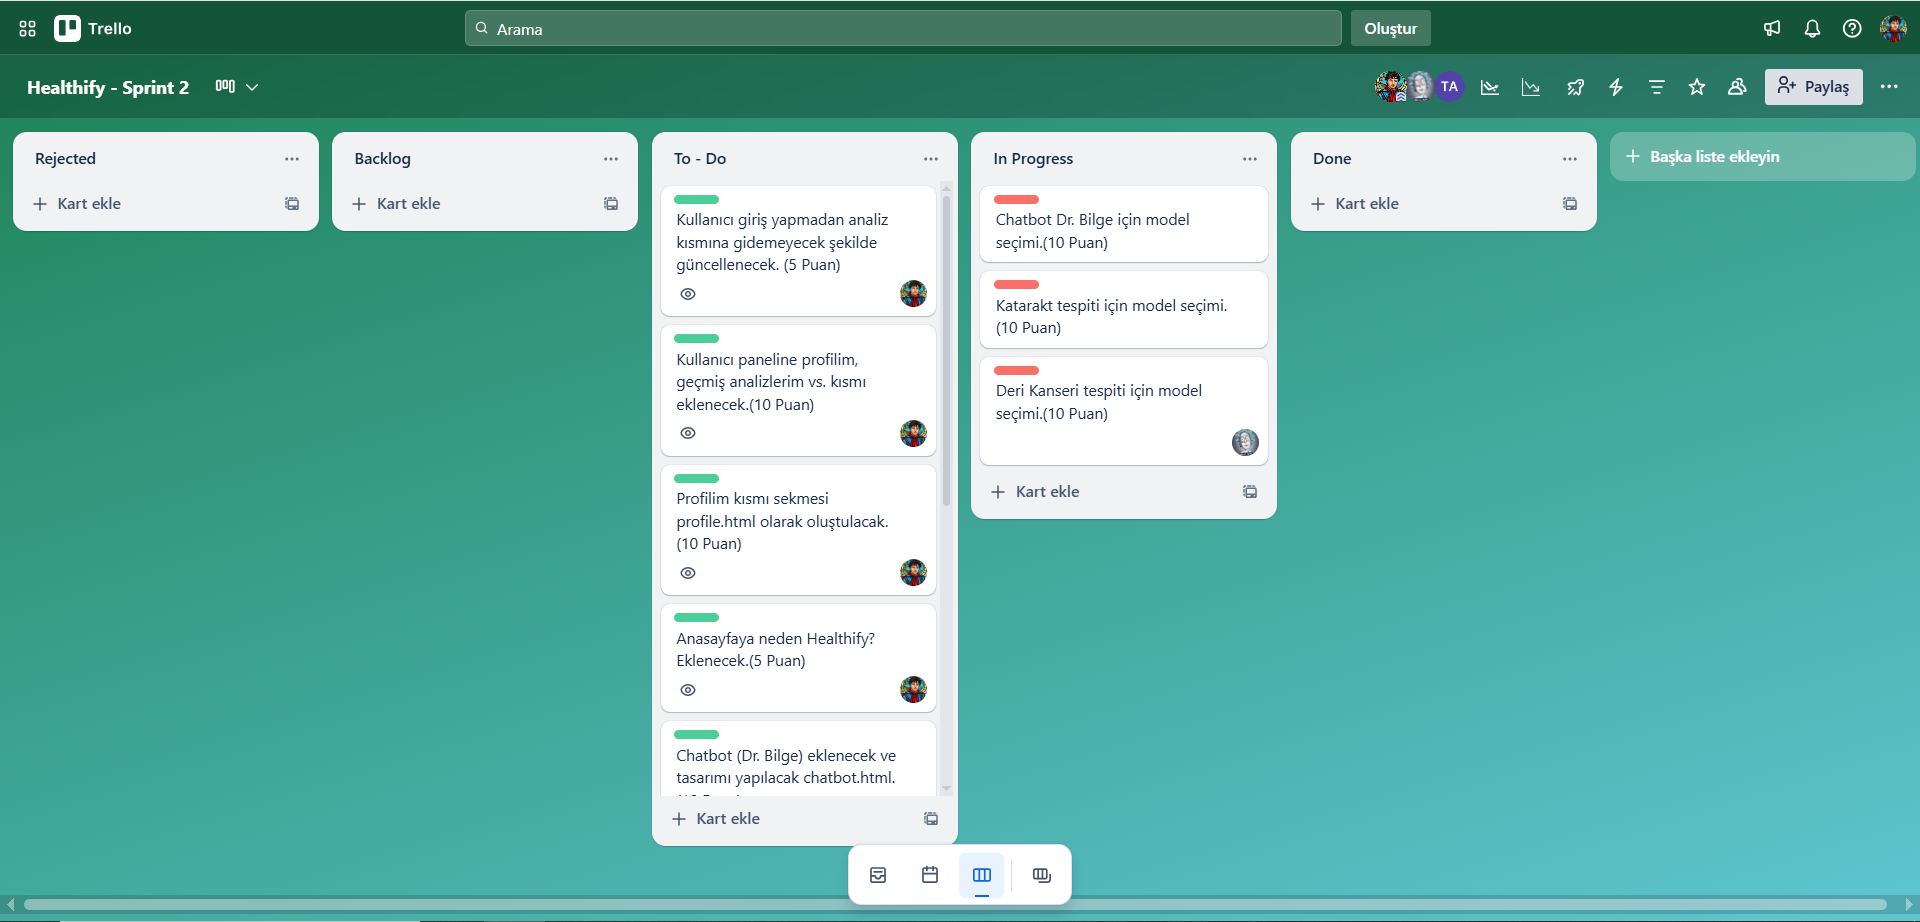 Trello
Arama
Oluştur
Healthify - Sprint 2
TA
Paylaş
Rejected
Kart ekle
Backlog
Kart ekle
To - Do
Kullanıcı giriş yapmadan analiz
kısmına gidemeyecek şekilde
güncellenecek. (5 Puan)
Kullanıcı paneline profilim,
geçmiş analizlerim vs. kısmı
eklenecek.(10 Puan)
Profilim kısmı sekmesi
profile.html olarak oluştulacak.
(10 Puan)
Anasayfaya neden Healthify?
Eklenecek.(5 Puan)
Chatbot (Dr. Bilge) eklenecek ve
tasarımı yapılacak chatbot.html.
Kart ekle
In Progress
Chatbot Dr. Bilge için model
seçimi.(10 Puan)
Katarakt tespiti için model seçimi.
(10 Puan)
Deri Kanseri tespiti için model
seçimi.(10 Puan)
Kart ekle
Done
Kart ekle
Başka liste ekleyin